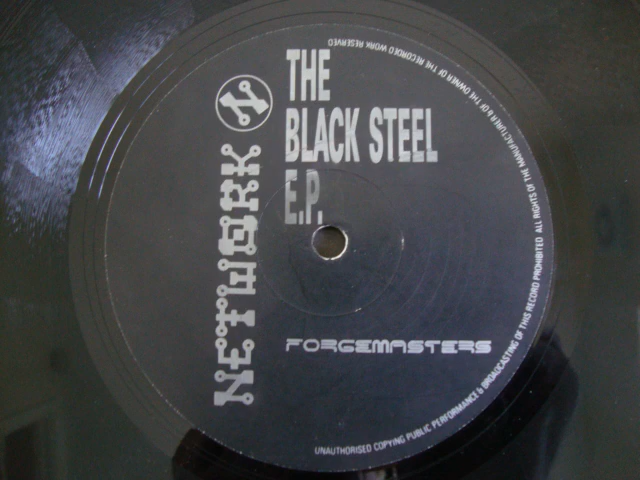 THE
BLACK STEEL
E.P.
NETWORK
N
FORGEMASTERS
UNAUTHORISED COPYING PUBLIC PERFORMANCE & BROADCASTING OF THIS RECORD PROHIBITED ALL RIGHTS OF THE MANUFACTURER & OF THE OWNER OF THE RECORDED WORK RESERVED